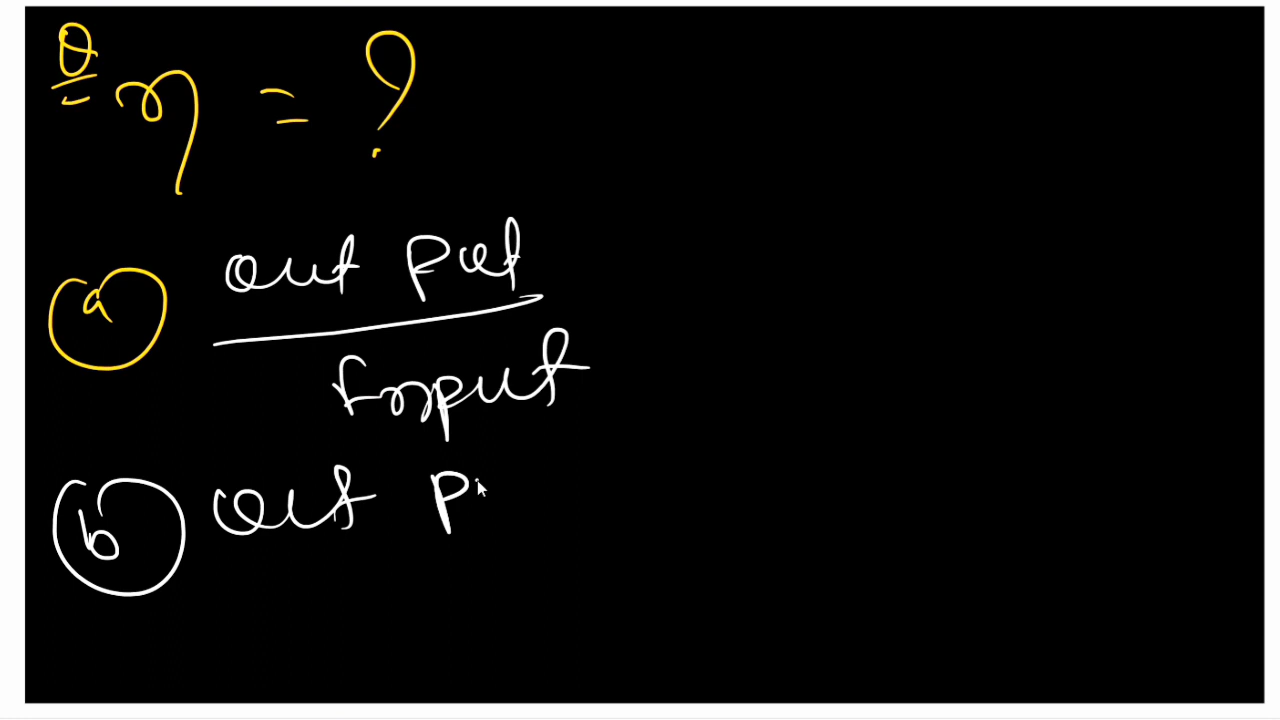 Q η = ?
a out put
Input
b out p